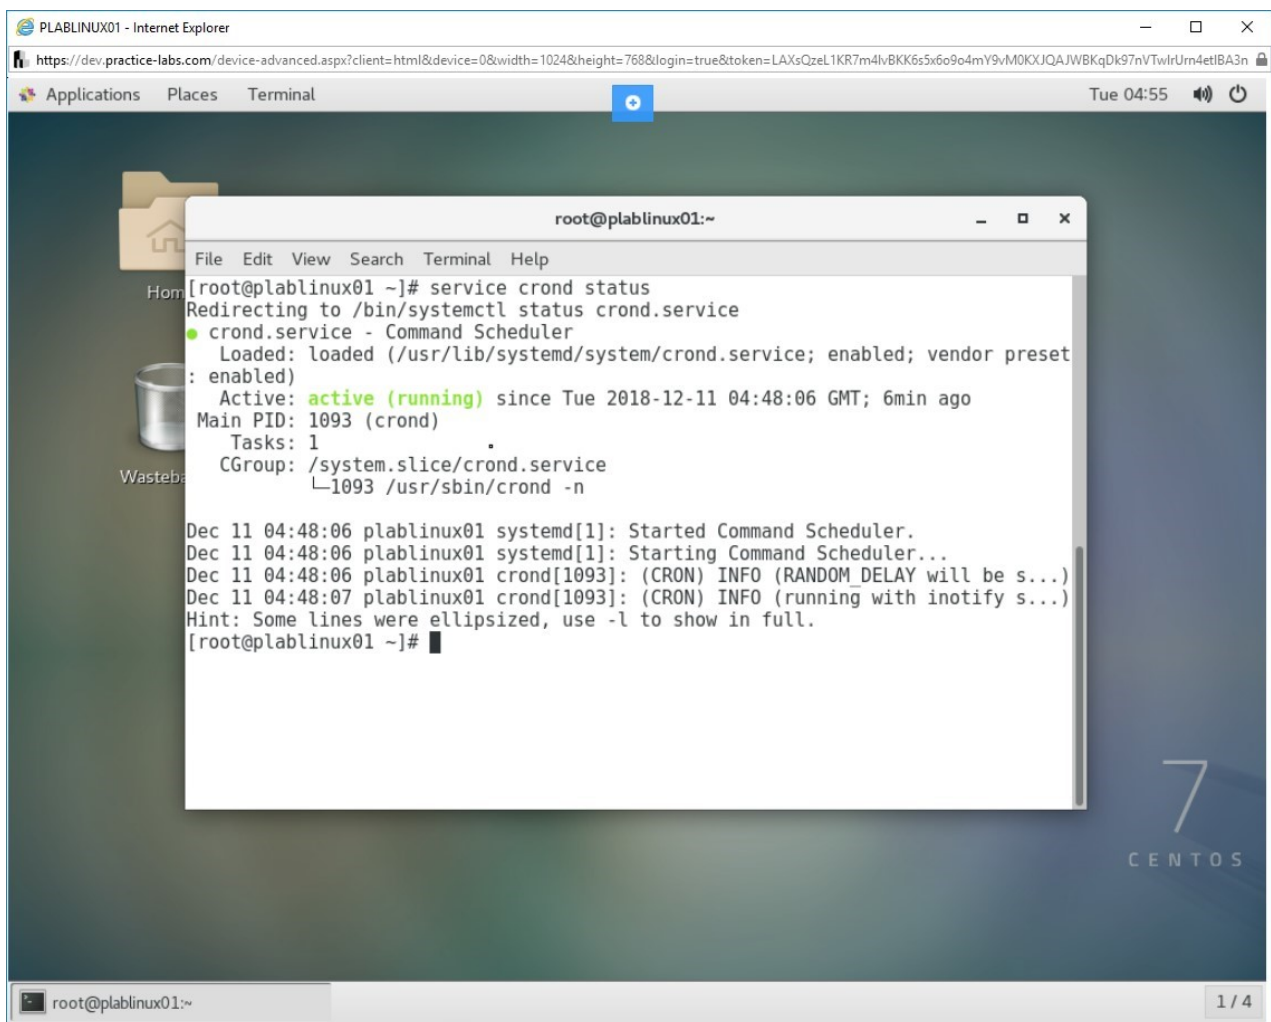 PLABLINUX01 - Internet Explorer
https://dev.practice-labs.com/device-advanced.aspx?client=html&device=0&width=1024&height=768&login=true&token=
Applications Places Terminal Tue 04:55
root@plablinux01:~
File Edit View Search Terminal Help
Hom
[root@plablinux01 ~]# service crond status
Redirecting to /bin/systemctl status crond.service
● crond.service - Command Scheduler
   Loaded: loaded (/usr/lib/systemd/system/crond.service; enabled; vendor preset
: enabled)
   Active: active (running) since Tue 2018-12-11 04:48:06 GMT; 6min ago
 Main PID: 1093 (crond)
    Tasks: 1
   CGroup: /system.slice/crond.service
           └─1093 /usr/sbin/crond -n
Wasteba
Dec 11 04:48:06 plablinux01 systemd[1]: Started Command Scheduler.
Dec 11 04:48:06 plablinux01 systemd[1]: Starting Command Scheduler...
Dec 11 04:48:06 plablinux01 crond[1093]: (CRON) INFO (RANDOM_DELAY will be s...)
Dec 11 04:48:07 plablinux01 crond[1093]: (CRON) INFO (running with inotify s...)
Hint: Some lines were ellipsized, use -l to show in full.
[root@plablinux01 ~]#
7
CENTOS
root@plablinux01:~
1 / 4